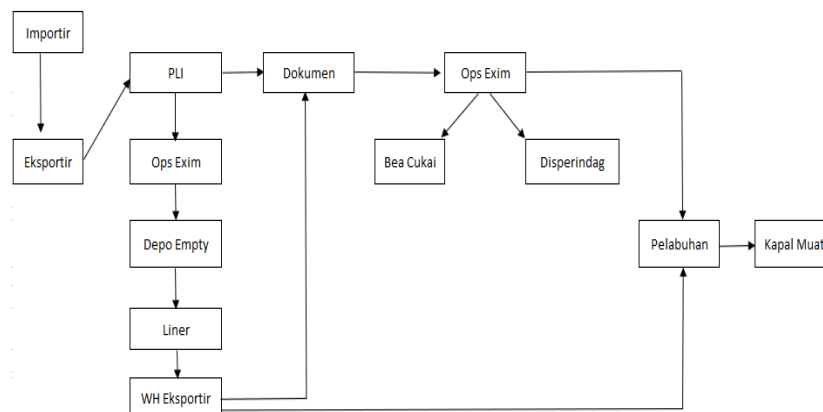 Importir
PLI
Dokumen
Ops Exim
Eksportir
Ops Exim
Bea Cukai
Disperindag
Depo Empty
Pelabuhan
Kapal Muat
Liner
WH Eksportir